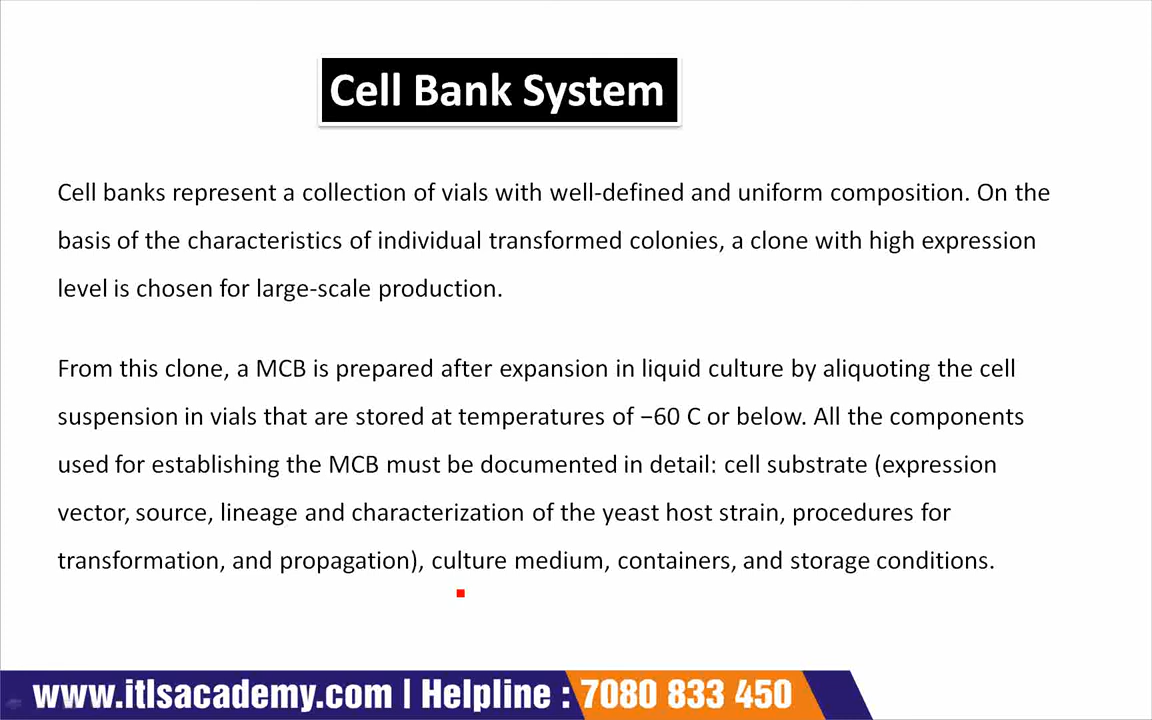 Cell Bank System
Cell banks represent a collection of vials with well-defined and uniform composition. On the
basis of the characteristics of individual transformed colonies, a clone with high expression
level is chosen for large-scale production.
From this clone, a MCB is prepared after expansion in liquid culture by aliquoting the cell
suspension in vials that are stored at temperatures of −60 C or below. All the components
used for establishing the MCB must be documented in detail: cell substrate (expression
vector, source, lineage and characterization of the yeast host strain, procedures for
transformation, and propagation), culture medium, containers, and storage conditions.
www.itlsacademy.com | Helpline : 7080 833 450